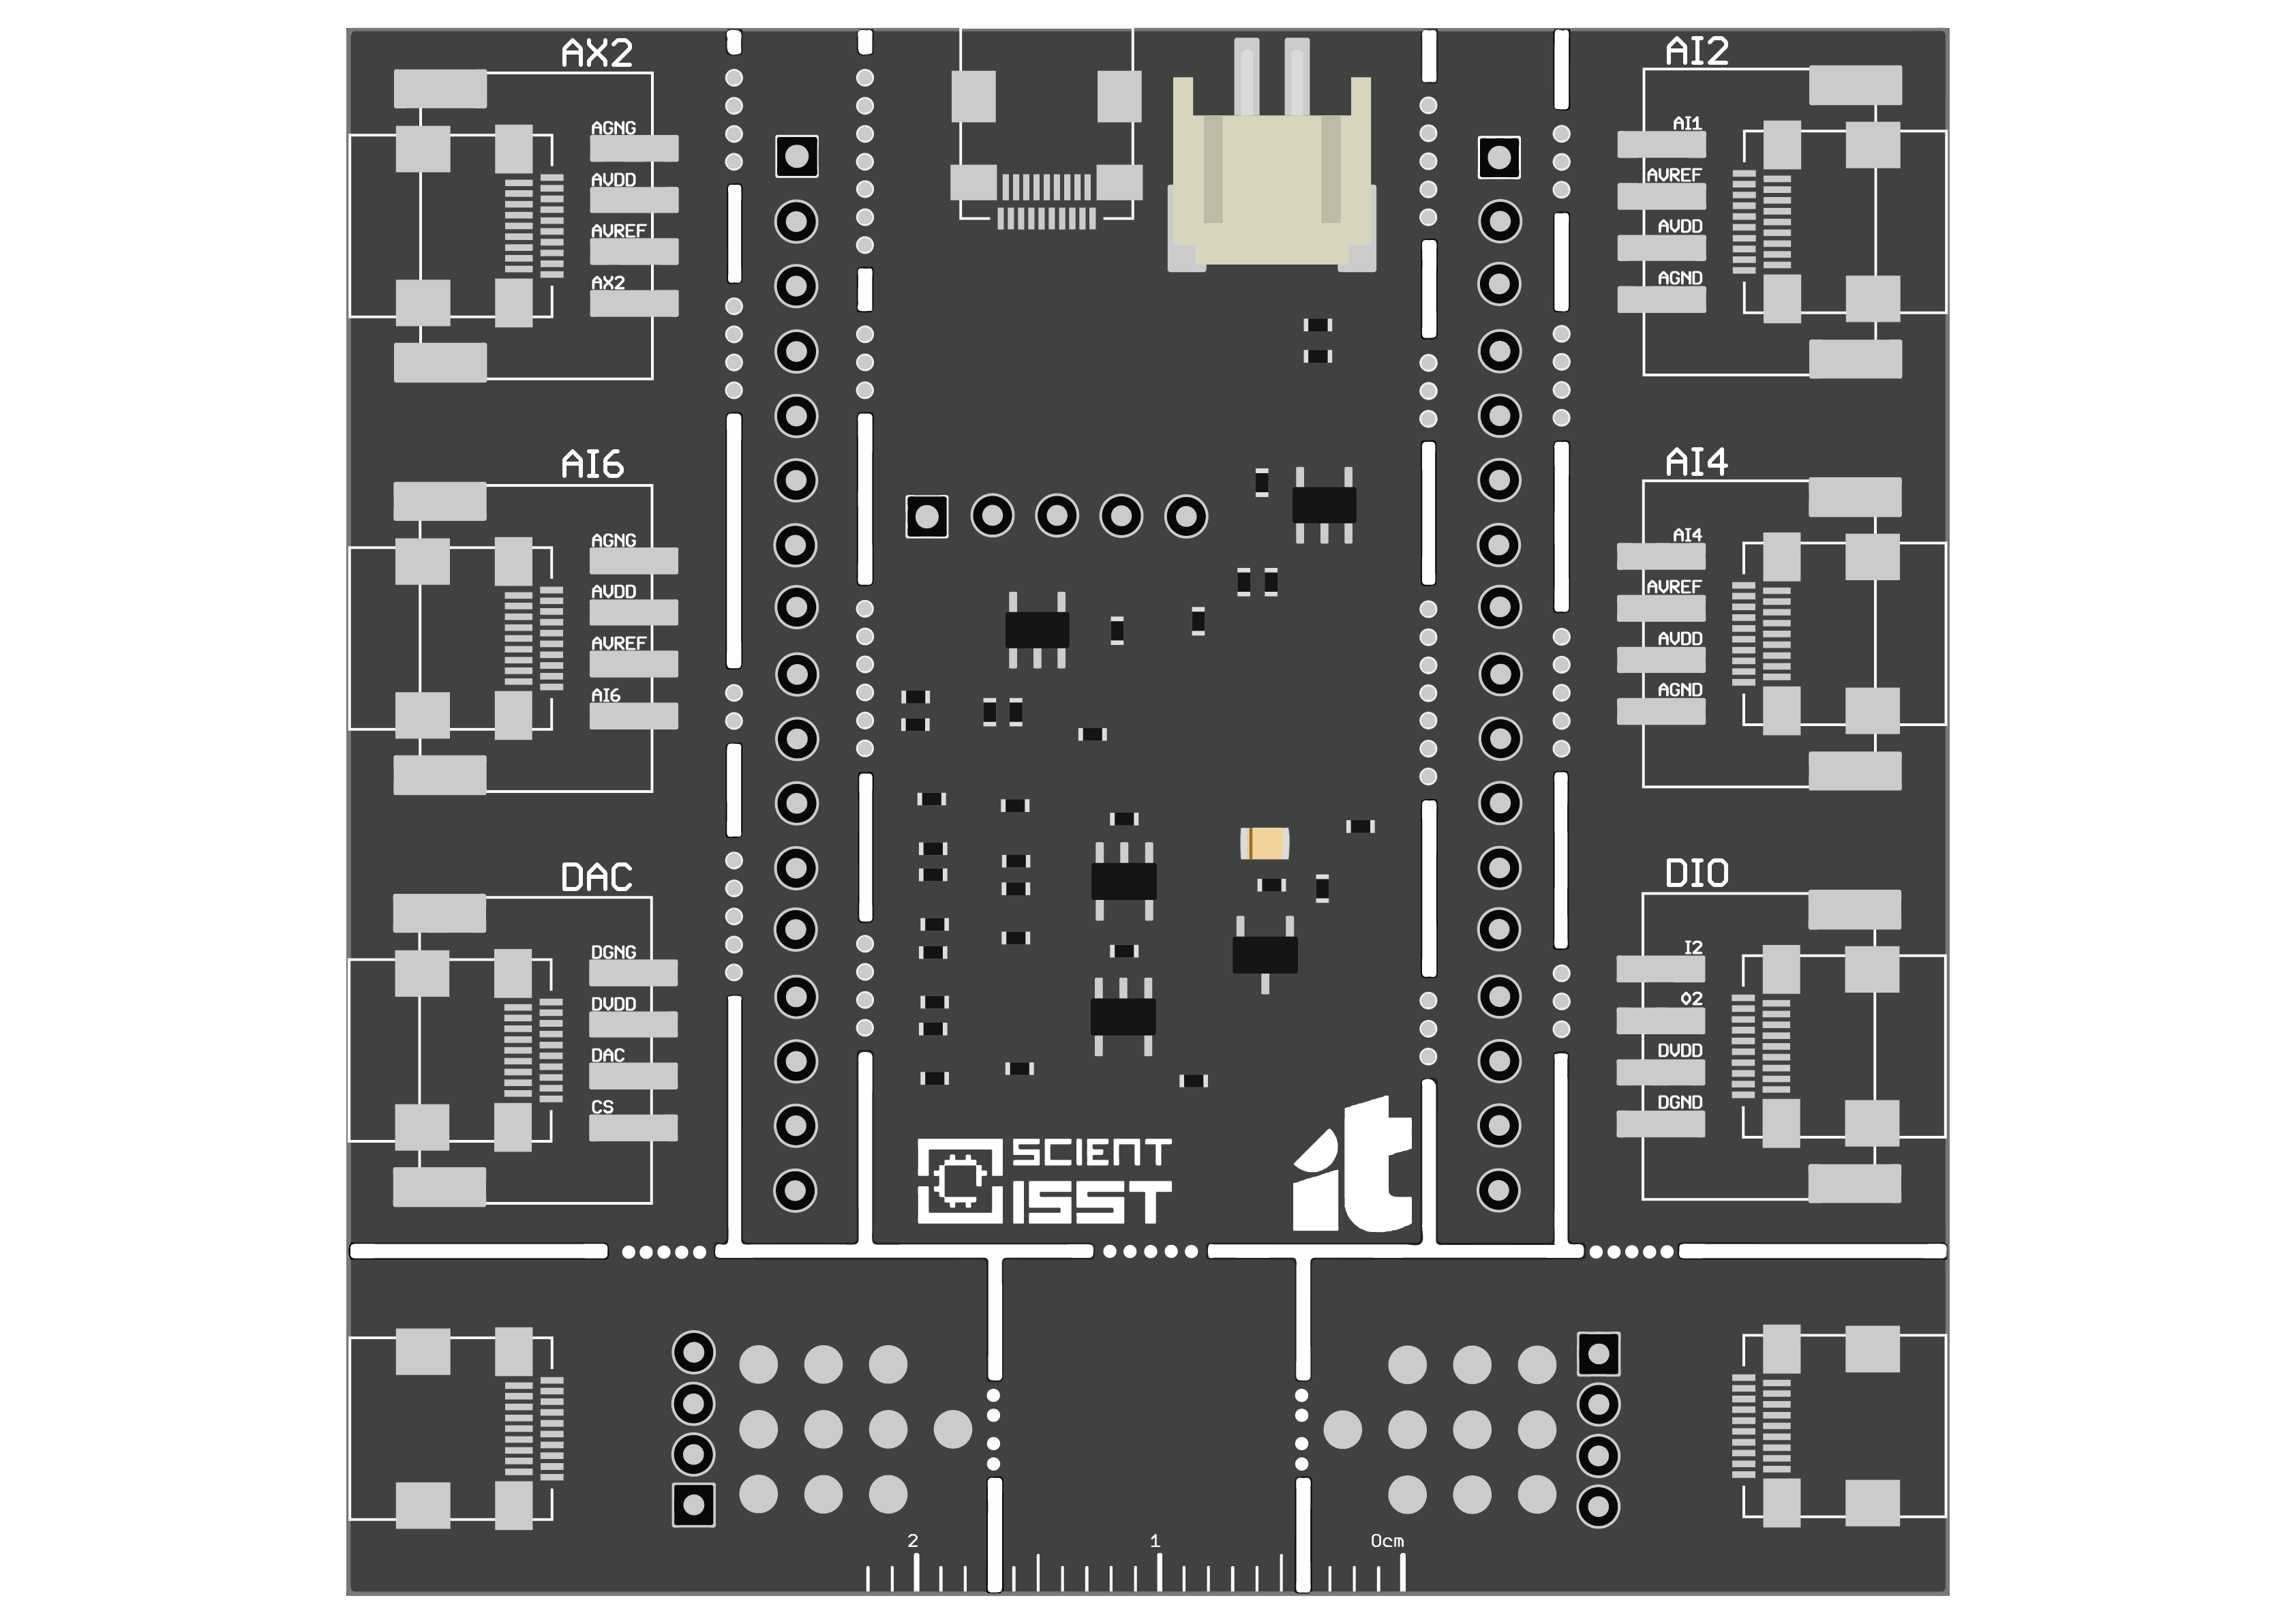 AX2
AGNG
AVDD
AVREF
AX2
AI6
AGNG
AVDD
AVREF
AI6
DAC
DGNG
DVDD
DAC
CS
AI2
AI1
AVREF
AVDD
AGND
AI4
AI4
AVREF
AVDD
AGND
DIO
I2
O2
DVDD
DGND
SCIENT
ISST
it
2 1 0cm